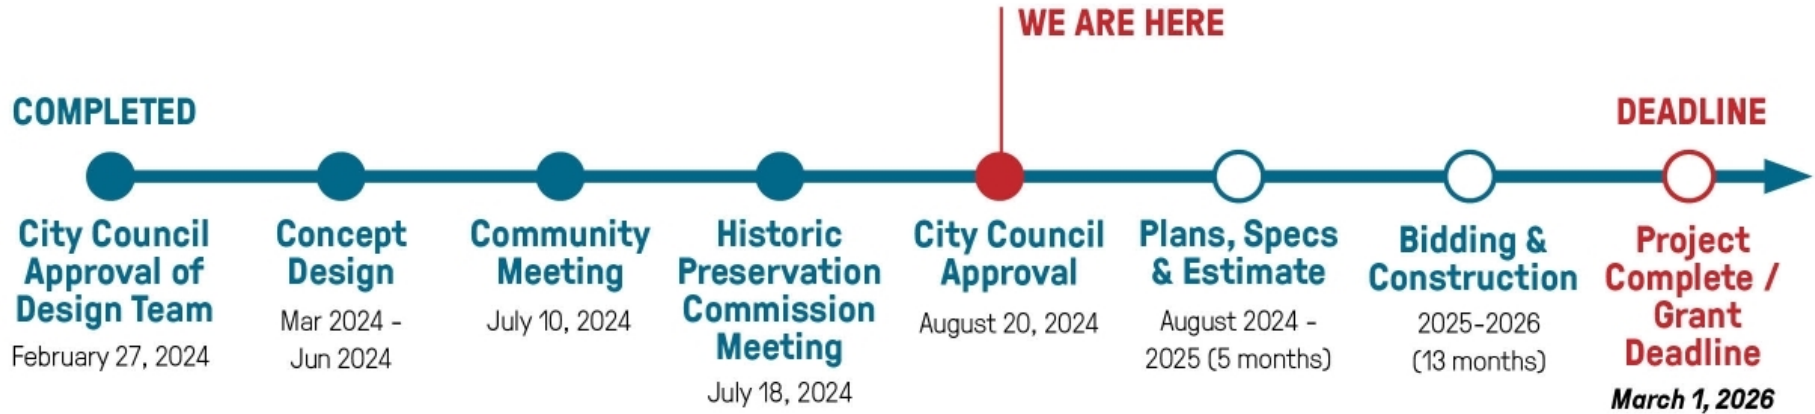 WE ARE HERE
COMPLETED
DEADLINE
City Council
Approval of
Design Team
February 27, 2024
Concept
Design
Mar 2024 -
Jun 2024
Community
Meeting
July 10, 2024
Historic
Preservation
Commission
Meeting
July 18, 2024
City Council
Approval
August 20, 2024
Plans, Specs
& Estimate
August 2024 -
2025 (5 months)
Bidding &
Construction
2025-2026
(13 months)
Project
Complete /
Grant
Deadline
March 1, 2026